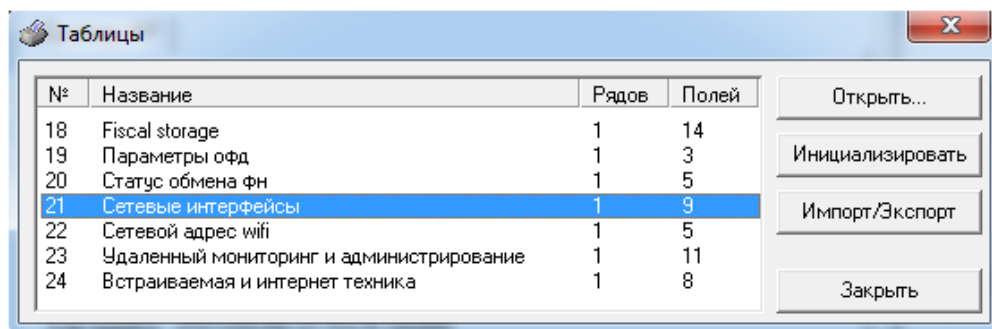 Таблицы
№ Название Рядов Полей
18 Fiscal storage 1 14
19 Параметры офд 1 3
20 Статус обмена фн 1 5
21 Сетевые интерфейсы 1 9
22 Сетевой адрес wifi 1 5
23 Удаленный мониторинг и администрирование 1 11
24 Встраиваемая и интернет техника 1 8
Открыть...
Инициализировать
Импорт/Экспорт
Закрыть